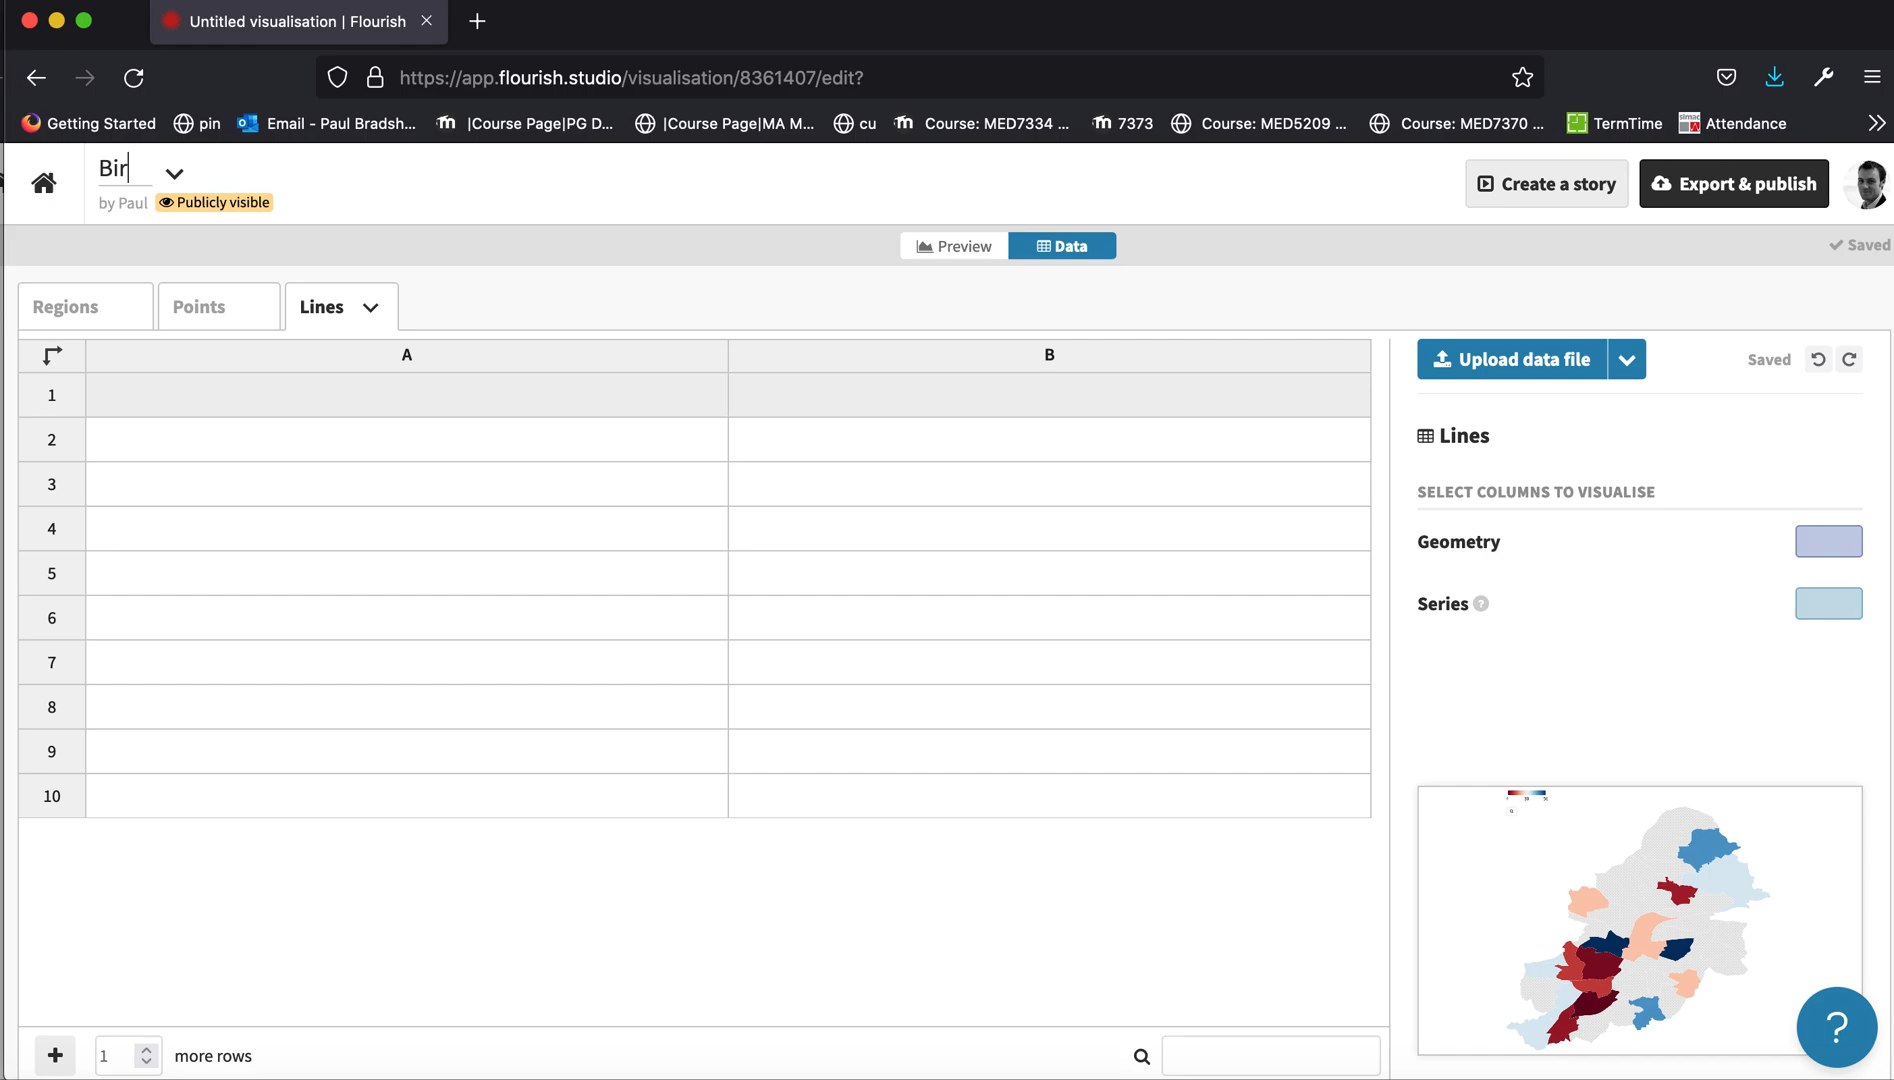 Untitled visualisation | Flourish
https://app.flourish.studio/visualisation/8361407/edit?
Getting Started pin Email - Paul Bradsh... |Course Page|PG D... |Course Page|MA M... cu Course: MED7334 ... 7373 Course: MED5209 ... Course: MED7370 ... TermTime Attendance
Bir
by Paul Publicly visible
Create a story
Export & publish
Preview Data
Saved
Regions Points Lines
A B
1
2
3
4
5
6
7
8
9
10
Upload data file
Saved
Lines
SELECT COLUMNS TO VISUALISE
Geometry
Series ?
1 more rows
?